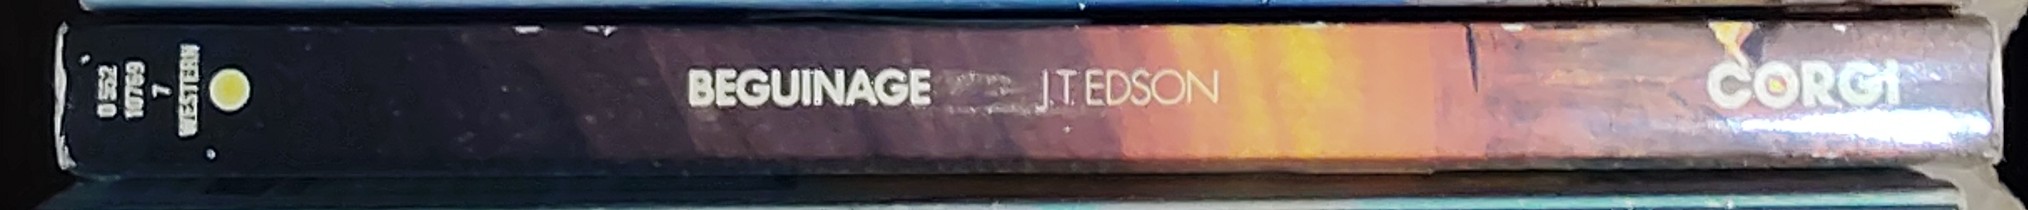 0 552
10769
7
WESTERN
BEGUINAGE J.T. EDSON
CORGI